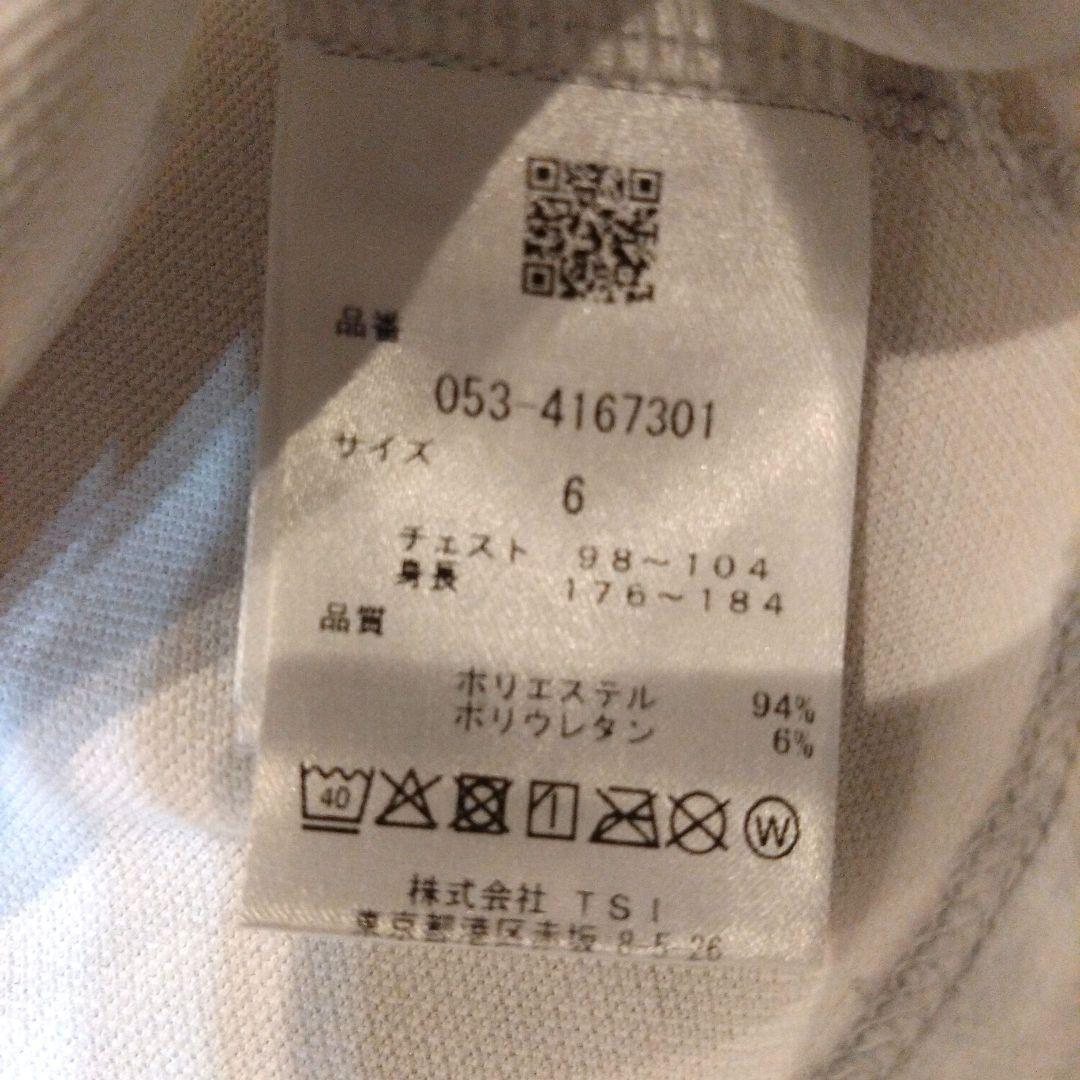 品番
053-4167301
サイズ
6
チェスト 98～104
身長 176～184
品質
ポリエステル 94%
ポリウレタン 6%
40
W
株式会社 TSI
東京都港区赤坂 8-5-26